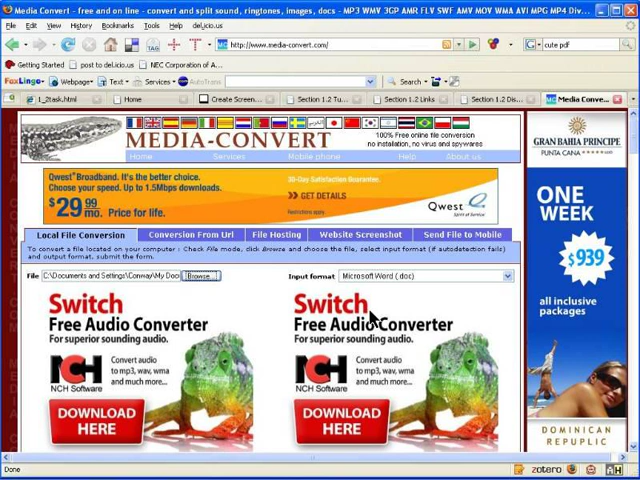 Media Convert - free and on line - convert and split sound, ringtones, images, docs - MP3 WMV 3GP AMR FLV SWF AMV MOV WMA AVI MPG MP4 Div...
File Edit View History Bookmarks Tools Help del.icio.us
http://www.media-convert.com/
cute pdf
Getting Started post to del.icio.us NEC Corporation of A...
FoxLingo Webpage Text Services AutoTrans Search
1_2task.html Home Create Screen... Section 1.2 Tu... Section 1.2 Links Section 1.2 Dis... Media Conve...
MEDIA-CONVERT
100% Free online file conversion
no installation, no virus and spywares
Home Services Mobile phone Help About us
Qwest Broadband. It's the better choice.
Choose your speed. Up to 1.5Mbps downloads.
$29 99 mo. Price for life.
30-Day Satisfaction Guarantee.
>> GET DETAILS
Restrictions apply
Qwest
Spirit of Service
Local File Conversion Conversion From Url File Hosting Website Screenshot Send File to Mobile
To convert a file located on your computer : Check File mode, click Browse and choose the file, select input format (if autodetection fails)
and output format, submit the form.
File C:\Documents and Settings\Conway\My Doc Browse... Input format Microsoft Word (.doc)
Switch
Free Audio Converter
For superior sounding audio.
NCH
NCH Software
Convert audio
to mp3, wav, wma
and much more...
DOWNLOAD
HERE
Switch
Free Audio Converter
For superior sounding audio.
NCH
NCH Software
Convert audio
to mp3, wav, wma
and much more...
DOWNLOAD
HERE
GRAN BAHIA PRINCIPE
PUNTA CANA
ONE
WEEK
$939
all inclusive
packages
DOMINICAN
REPUBLIC
Done
zotero